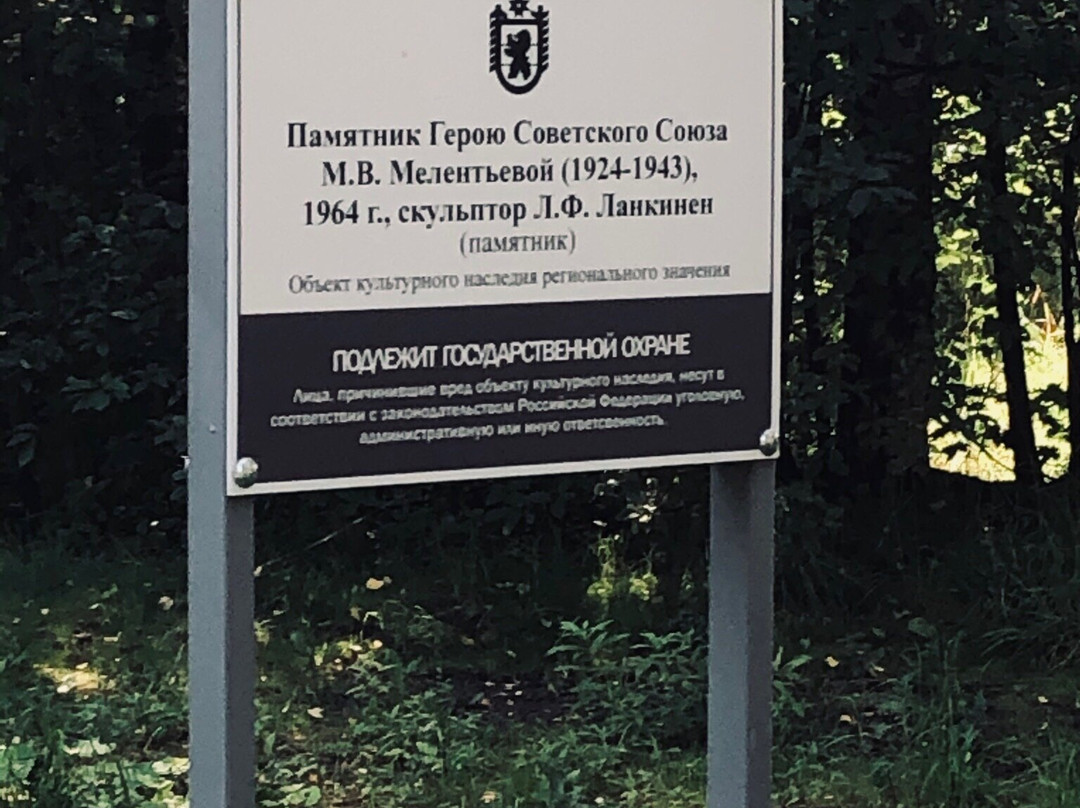 Памятник Герою Советского Союза
М.В. Мелентьевой (1924-1943),
1964 г., скульптор Л.Ф. Ланкинен
(памятник)
Объект культурного наследия регионального значения
ПОДЛЕЖИТ ГОСУДАРСТВЕННОЙ ОХРАНЕ
Лица, причинившие вред объекту культурного наследия, несут в
соответствии с законодательством Российской Федерации уголовную,
административную или иную ответсвенность.